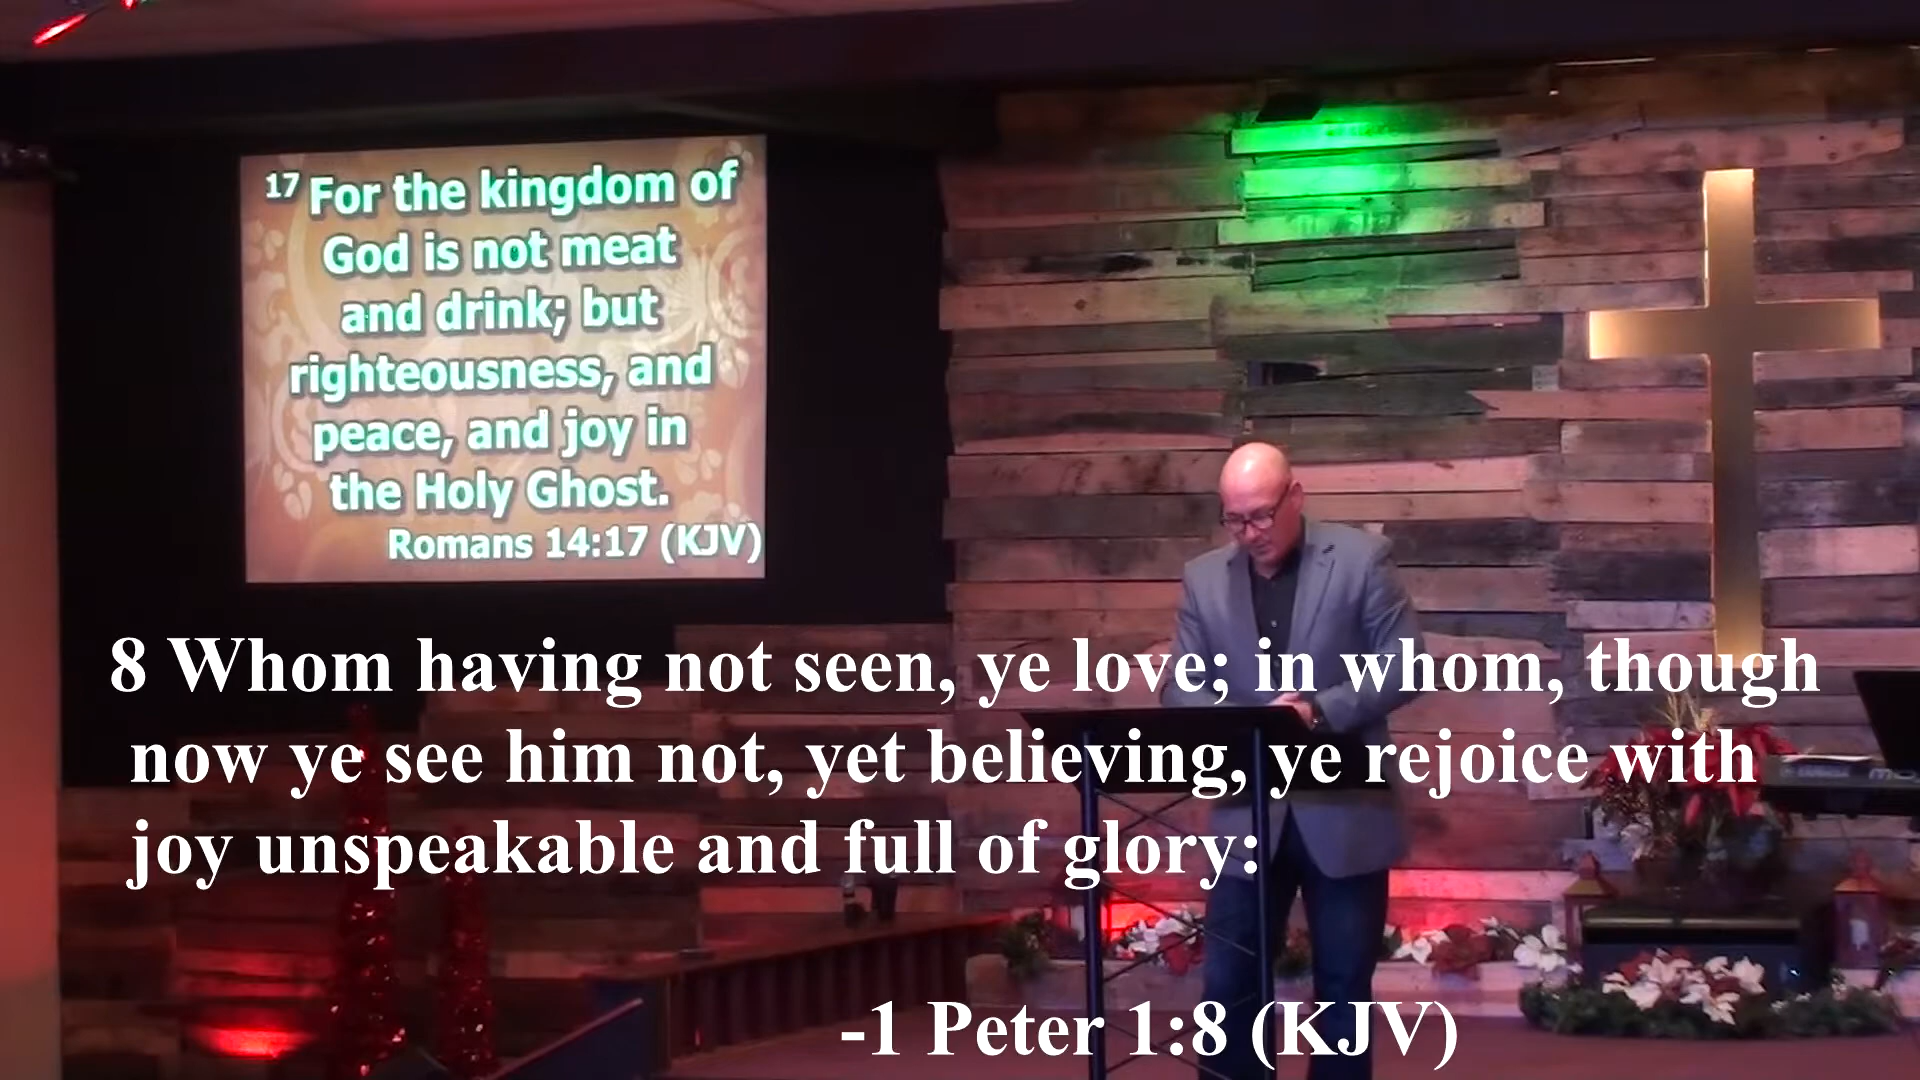 17 For the kingdom of
God is not meat
and drink; but
righteousness, and
peace, and joy in
the Holy Ghost.
Romans 14:17 (KJV)
8 Whom having not seen, ye love; in whom, though
now ye see him not, yet believing, ye rejoice with
joy unspeakable and full of glory:
-1 Peter 1:8 (KJV)